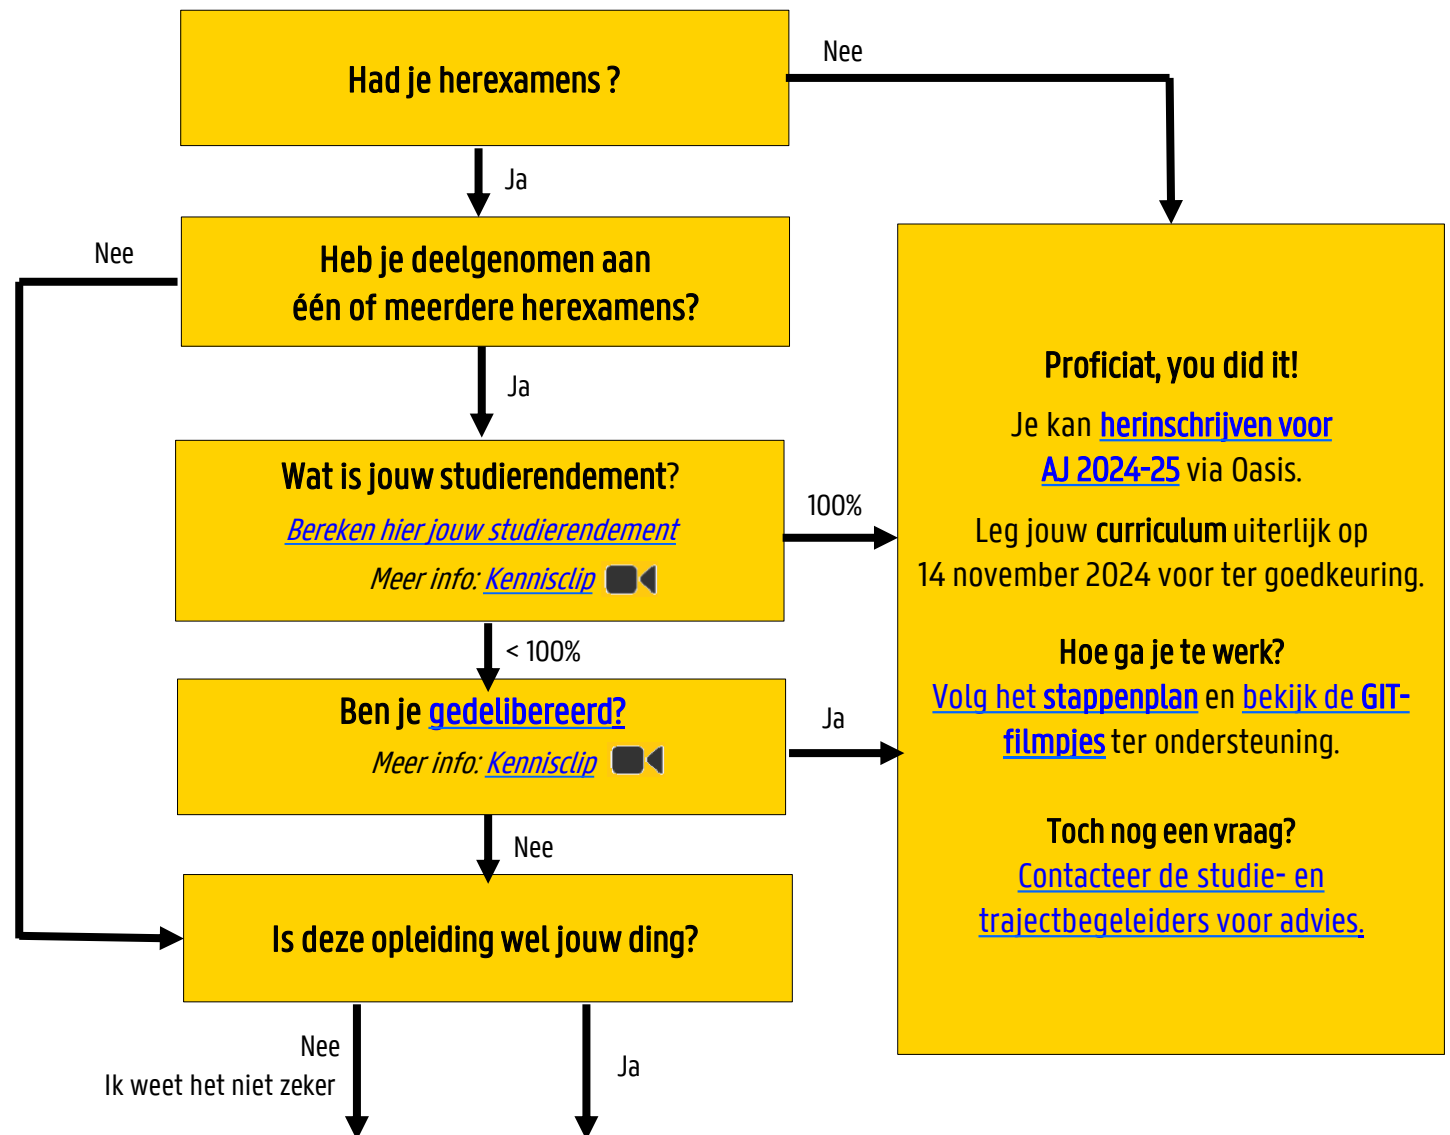 Had je herexamens ?
Nee
Ja
Heb je deelgenomen aan
één of meerdere herexamens?
Nee
Ja
Wat is jouw studierendement?
Bereken hier jouw studierendement
Meer info: Kennisclip
100%
< 100%
Ben je gedelibereerd?
Meer info: Kennisclip
Ja
Nee
Is deze opleiding wel jouw ding?
Nee
Ik weet het niet zeker
Ja
Proficiat, you did it!
Je kan herinschrijven voor
AJ 2024-25 via Oasis.
Leg jouw curriculum uiterlijk op
14 november 2024 voor ter goedkeuring.
Hoe ga je te werk?
Volg het stappenplan en bekijk de GIT-
filmpjes ter ondersteuning.
Toch nog een vraag?
Contacteer de studie- en
trajectbegeleiders voor advies.